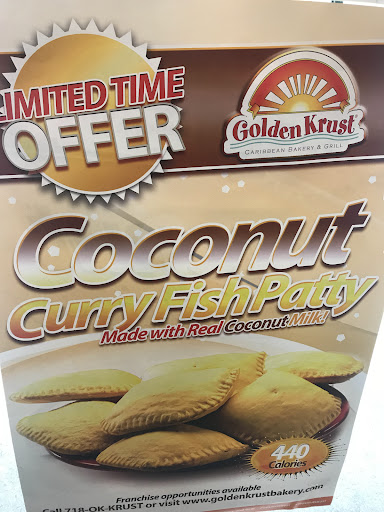 LIMITED TIME
OFFER
Golden Krust
CARIBBEAN BAKERY & GRILL
Coconut
Curry Fish Patty
Made with Real Coconut Milk!
440
Calories
Franchise opportunities available
Call 718-OK-KRUST or visit www.goldenkrustbakery.com